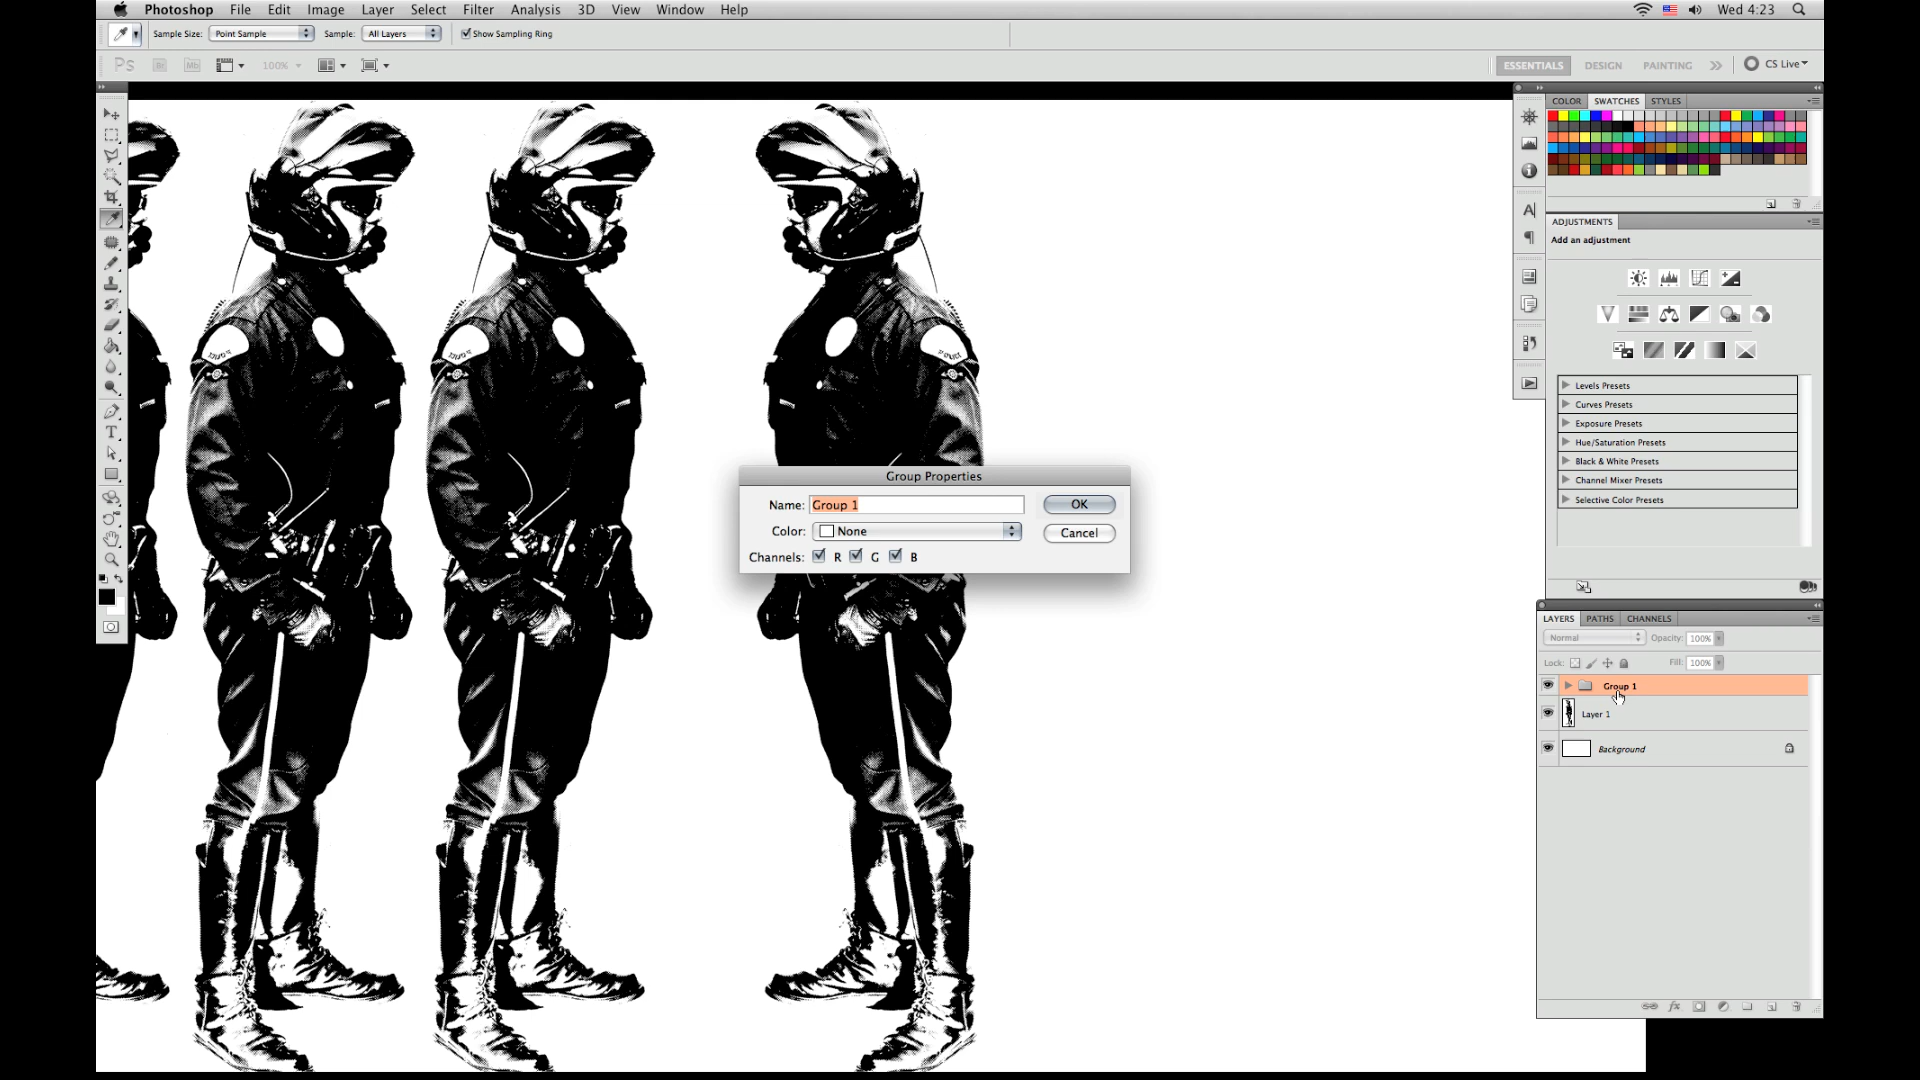 Photoshop File Edit Image Layer Select Filter Analysis 3D View Window Help Wed 4:23
Sample Size: Point Sample Sample: All Layers Show Sampling Ring
Ps Br Mb 100% ESSENTIALS DESIGN PAINTING CS Live
COLOR SWATCHES STYLES
ADJUSTMENTS
Add an adjustment
Levels Presets
Curves Presets
Exposure Presets
Hue/Saturation Presets
Black & White Presets
Channel Mixer Presets
Selective Color Presets
Group Properties
Name: Group 1 OK
Color: None Cancel
Channels: R G B
LAYERS PATHS CHANNELS
Normal Opacity: 100%
Lock: Fill: 100%
Group 1
Layer 1
Background